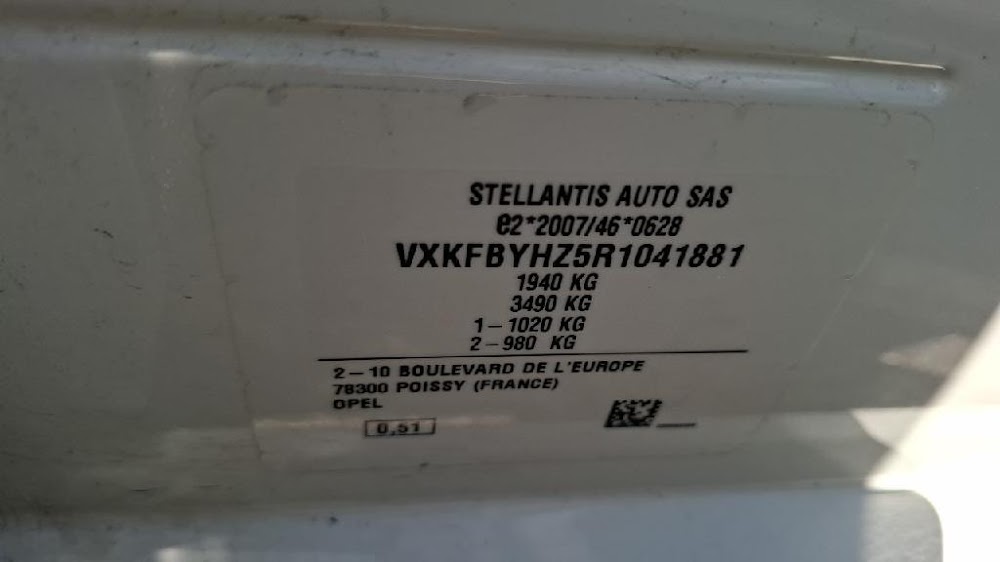 STELLANTIS AUTO SAS
e2*2007/46*0628
VXKFBYHZ5R1041881
1940 KG
3490 KG
1-1020 KG
2-980 KG
2-10 BOULEVARD DE L'EUROPE
78300 POISSY (FRANCE)
OPEL
0,51